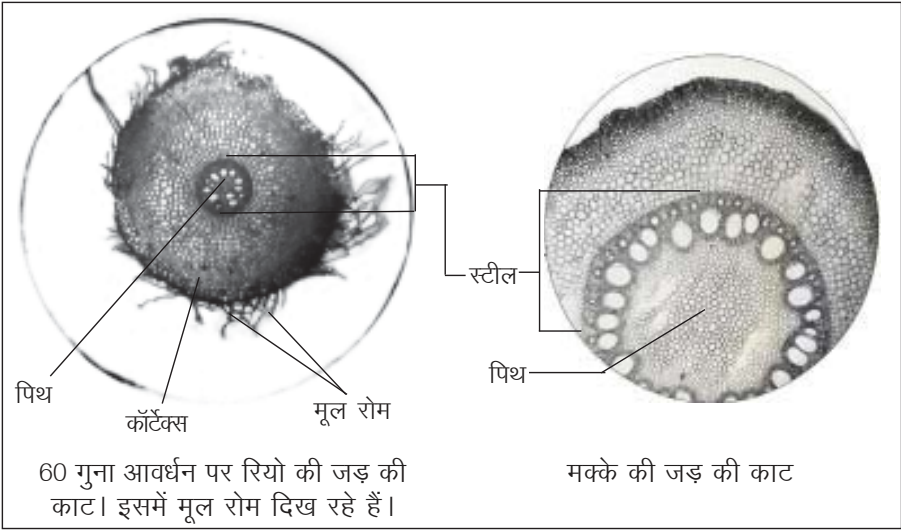 स्टील
पिथ
पिथ
कॉर्टेक्स
मूल रोम
60 गुना आवर्धन पर रियो की जड़ की
काट। इसमें मूल रोम दिख रहे हैं।
मक्के की जड़ की काट